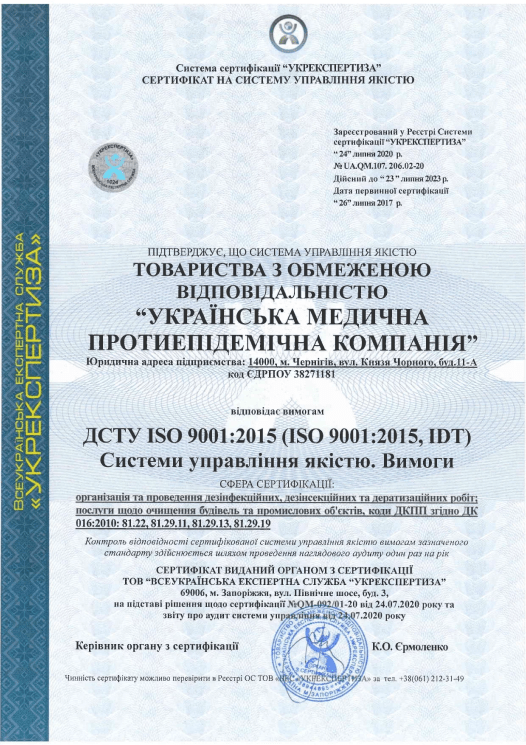 Система сертифікації “УКРЕКСПЕРТИЗА”
СЕРТИФІКАТ НА СИСТЕМУ УПРАВЛІННЯ ЯКІСТЮ
Зареєстрований у Реєстрі Системи
сертифікації “УКРЕКСПЕРТИЗА”
“ 24” липня 2020 р.
№ UA.QM.107. 206.02-20
Дійсний до “ 23 ” липня 2023 р.
Дата первинної сертифікації
“ 26” липня 2017 р.
ВСЕУКРАЇНСЬКА ЕКСПЕРТНА СЛУЖБА
«УКРЕКСПЕРТИЗА»
ПІДТВЕРДЖУЄ, ЩО СИСТЕМА УПРАВЛІННЯ ЯКІСТЮ
ТОВАРИСТВА З ОБМЕЖЕНОЮ
ВІДПОВІДАЛЬНІСТЮ
“УКРАЇНСЬКА МЕДИЧНА
ПРОТИЕПІДЕМІЧНА КОМПАНІЯ”
Юридична адреса підприємства: 14000, м. Чернігів, вул. Князя Чорного, буд.11-А
код ЄДРПОУ 38271181
відповідає вимогам
ДСТУ ISO 9001:2015 (ISO 9001:2015, IDT)
Системи управління якістю. Вимоги
СФЕРА СЕРТИФІКАЦІЇ:
організація та проведення дезінфекційних, дезінсекційних та дератизаційних робіт;
послуги щодо очищення будівель та промислових об'єктів, коди ДКПП згідно ДК
016:2010: 81.22, 81.29.11, 81.29.13, 81.29.19
Контроль відповідності сертифікованої системи управління якістю вимогам зазначеного
стандарту здійснюється шляхом проведення наглядового аудиту один раз на рік
СЕРТИФІКАТ ВИДАНИЙ ОРГАНОМ З СЕРТИФІКАЦІЇ
ТОВ “ВСЕУКРАЇНСЬКА ЕКСПЕРТНА СЛУЖБА “УКРЕКСПЕРТИЗА”
69006, м. Запоріжжя, вул. Північне шосе, буд. 3,
на підставі рішення щодо сертифікації №QM-092/01-20 від 24.07.2020 року та
звіту про аудит системи управління від 24.07.2020 року
Керівник органу з сертифікації К.О. Єрмоленко
Чинність сертифікату можливо перевірити в Реєстрі ОС ТОВ «ВЕС «УКРЕКСПЕРТИЗА» за тел. +38(061) 212-31-49